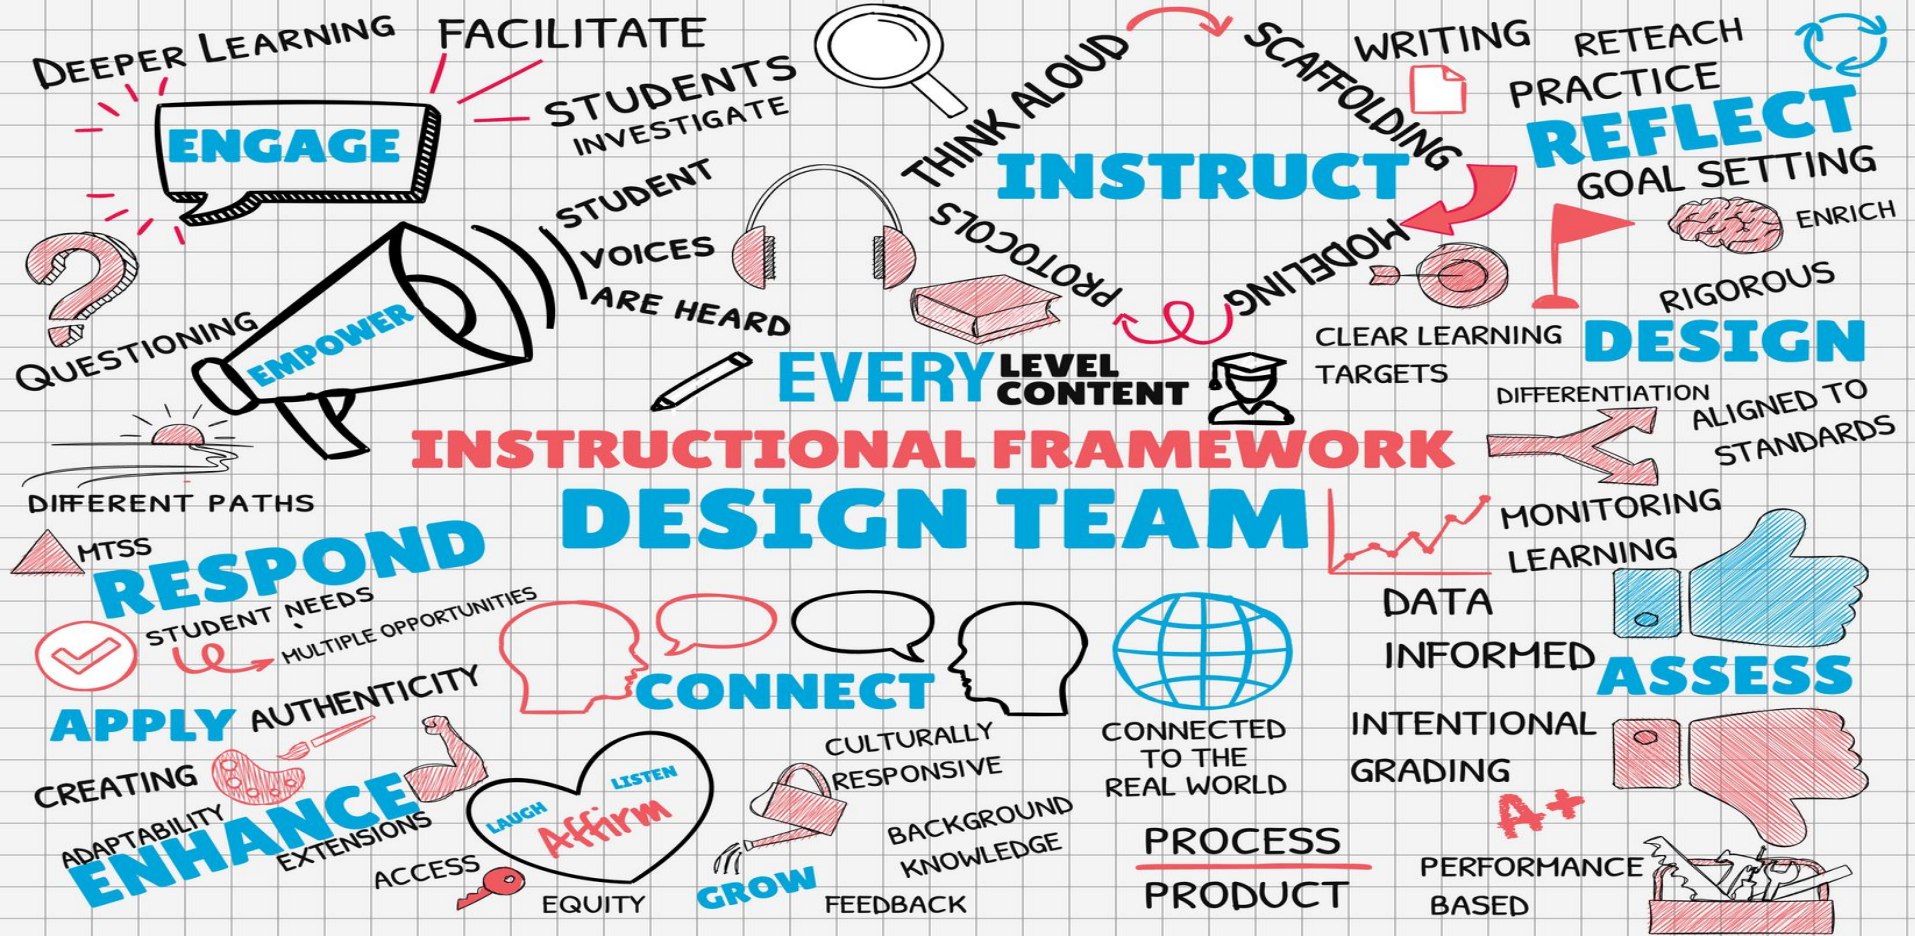 DEEPER LEARNING
FACILITATE
ENGAGE
STUDENTS
INVESTIGATE
STUDENT
VOICES
ARE HEARD
QUESTIONING
EMPOWER
THINK ALOUD
SCAFFOLDING
INSTRUCT
MODELING
PROTOCOLS
WRITING
RETEACH
PRACTICE
REFLECT
GOAL SETTING
ENRICH
RIGOROUS
CLEAR LEARNING
TARGETS
DESIGN
DIFFERENTIATION
ALIGNED TO
STANDARDS
EVERY
LEVEL
CONTENT
INSTRUCTIONAL FRAMEWORK
DESIGN TEAM
DIFFERENT PATHS
MTSS
RESPOND
STUDENT NEEDS
MULTIPLE OPPORTUNITIES
MONITORING
LEARNING
DATA
INFORMED
ASSESS
INTENTIONAL
GRADING
A+
PERFORMANCE
BASED
APPLY
AUTHENTICITY
CREATING
ADAPTABILITY
ENHANCE
EXTENSIONS
ACCESS
EQUITY
CONNECT
LAUGH
LISTEN
Affirm
CULTURALLY
RESPONSIVE
BACKGROUND
KNOWLEDGE
GROW
FEEDBACK
CONNECTED
TO THE
REAL WORLD
PROCESS
PRODUCT